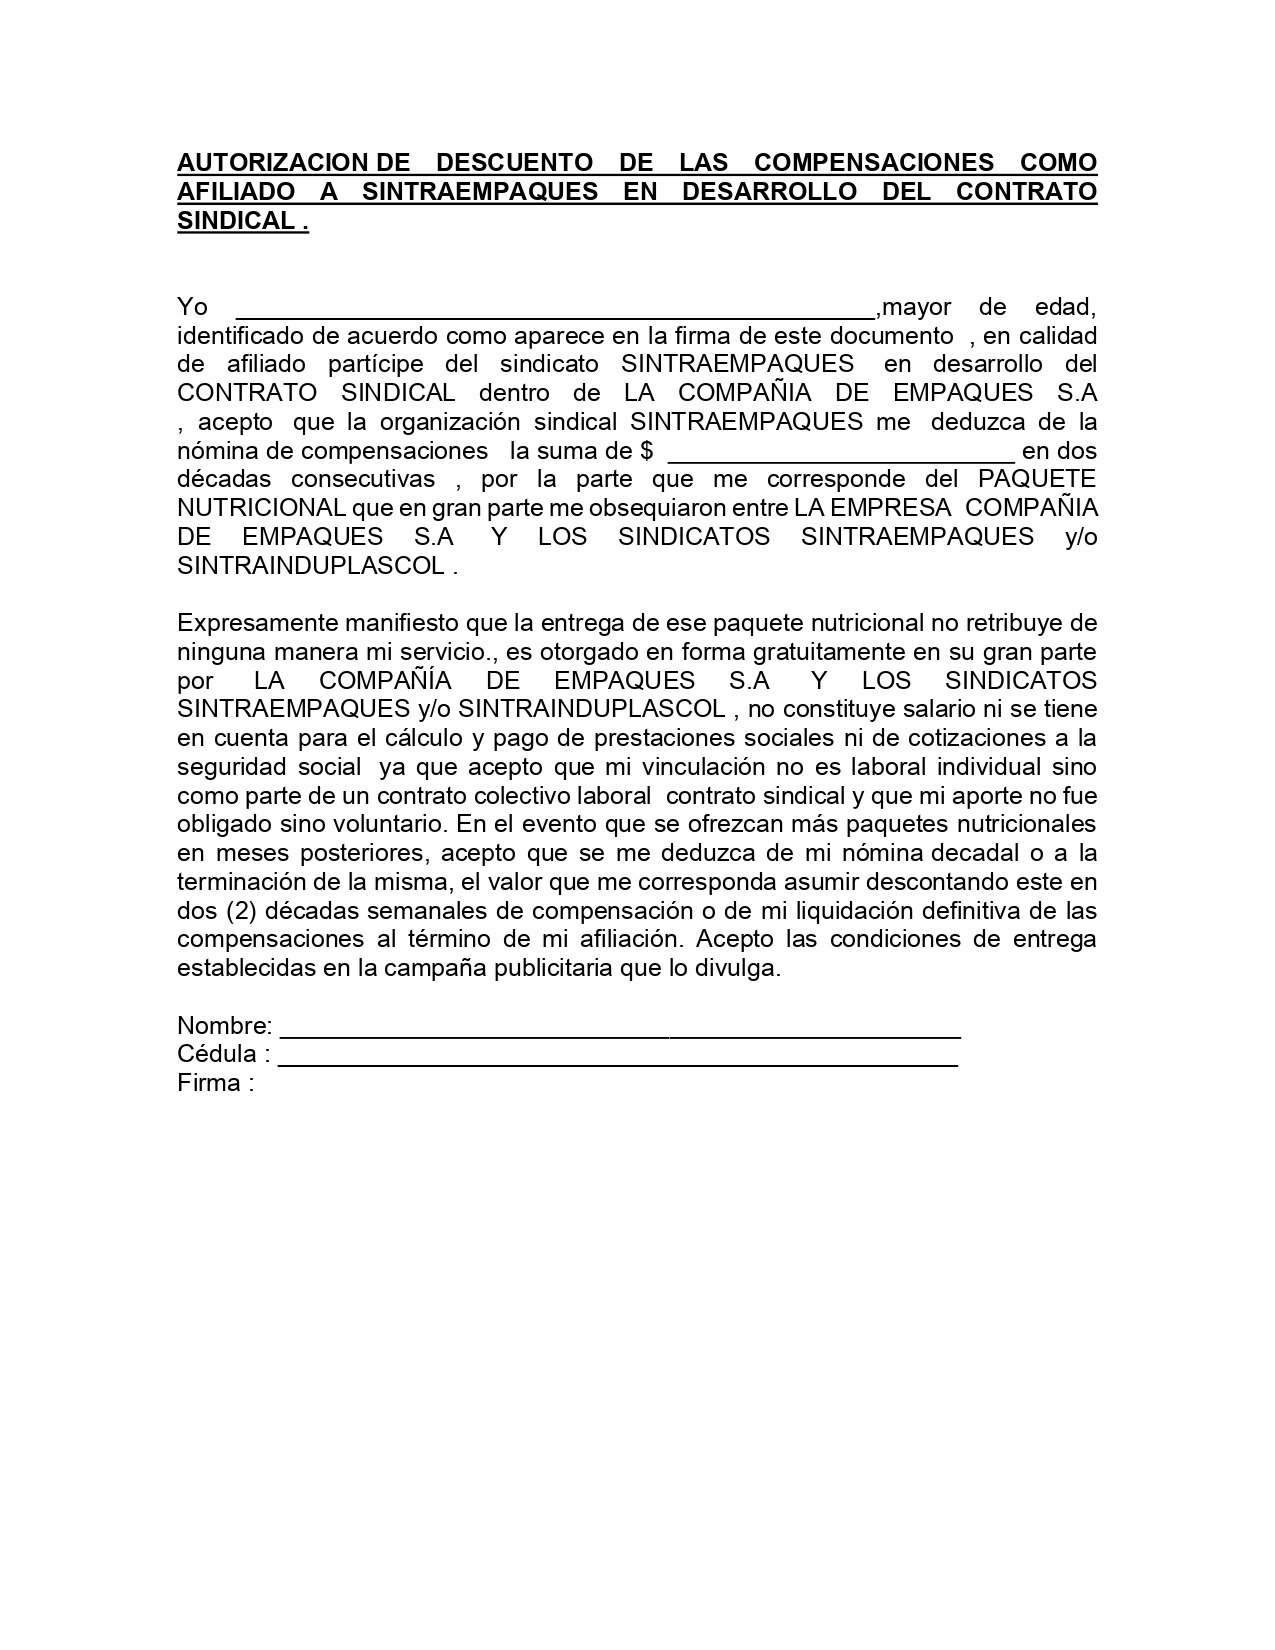 AUTORIZACION DE DESCUENTO DE LAS COMPENSACIONES COMO
AFILIADO A SINTRAEMPAQUES EN DESARROLLO DEL CONTRATO
SINDICAL .
Yo ______________________________________________,mayor de edad,
identificado de acuerdo como aparece en la firma de este documento , en calidad
de afiliado partícipe del sindicato SINTRAEMPAQUES en desarrollo del
CONTRATO SINDICAL dentro de LA COMPAÑIA DE EMPAQUES S.A
, acepto que la organización sindical SINTRAEMPAQUES me deduzca de la
nómina de compensaciones la suma de $ _________________________ en dos
décadas consecutivas , por la parte que me corresponde del PAQUETE
NUTRICIONAL que en gran parte me obsequiaron entre LA EMPRESA COMPAÑIA
DE EMPAQUES S.A Y LOS SINDICATOS SINTRAEMPAQUES y/o
SINTRAINDUPLASCOL .
Expresamente manifiesto que la entrega de ese paquete nutricional no retribuye de
ninguna manera mi servicio., es otorgado en forma gratuitamente en su gran parte
por LA COMPAÑÍA DE EMPAQUES S.A Y LOS SINDICATOS
SINTRAEMPAQUES y/o SINTRAINDUPLASCOL , no constituye salario ni se tiene
en cuenta para el cálculo y pago de prestaciones sociales ni de cotizaciones a la
seguridad social ya que acepto que mi vinculación no es laboral individual sino
como parte de un contrato colectivo laboral contrato sindical y que mi aporte no fue
obligado sino voluntario. En el evento que se ofrezcan más paquetes nutricionales
en meses posteriores, acepto que se me deduzca de mi nómina decadal o a la
terminación de la misma, el valor que me corresponda asumir descontando este en
dos (2) décadas semanales de compensación o de mi liquidación definitiva de las
compensaciones al término de mi afiliación. Acepto las condiciones de entrega
establecidas en la campaña publicitaria que lo divulga.
Nombre: _________________________________________________
Cédula : _________________________________________________
Firma :